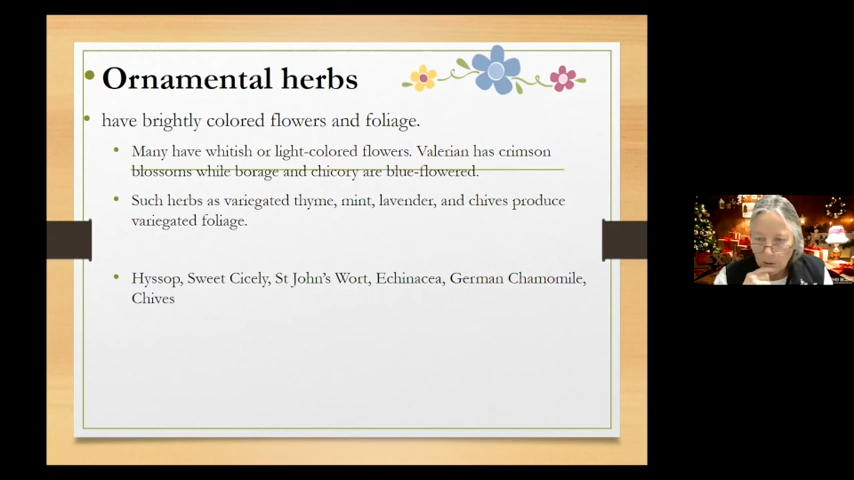 Ornamental herbs
have brightly colored flowers and foliage.
Many have whitish or light-colored flowers. Valerian has crimson
blossoms while borage and chicory are blue-flowered.
Such herbs as variegated thyme, mint, lavender, and chives produce
variegated foliage.
Hyssop, Sweet Cicely, St John's Wort, Echinacea, German Chamomile,
Chives